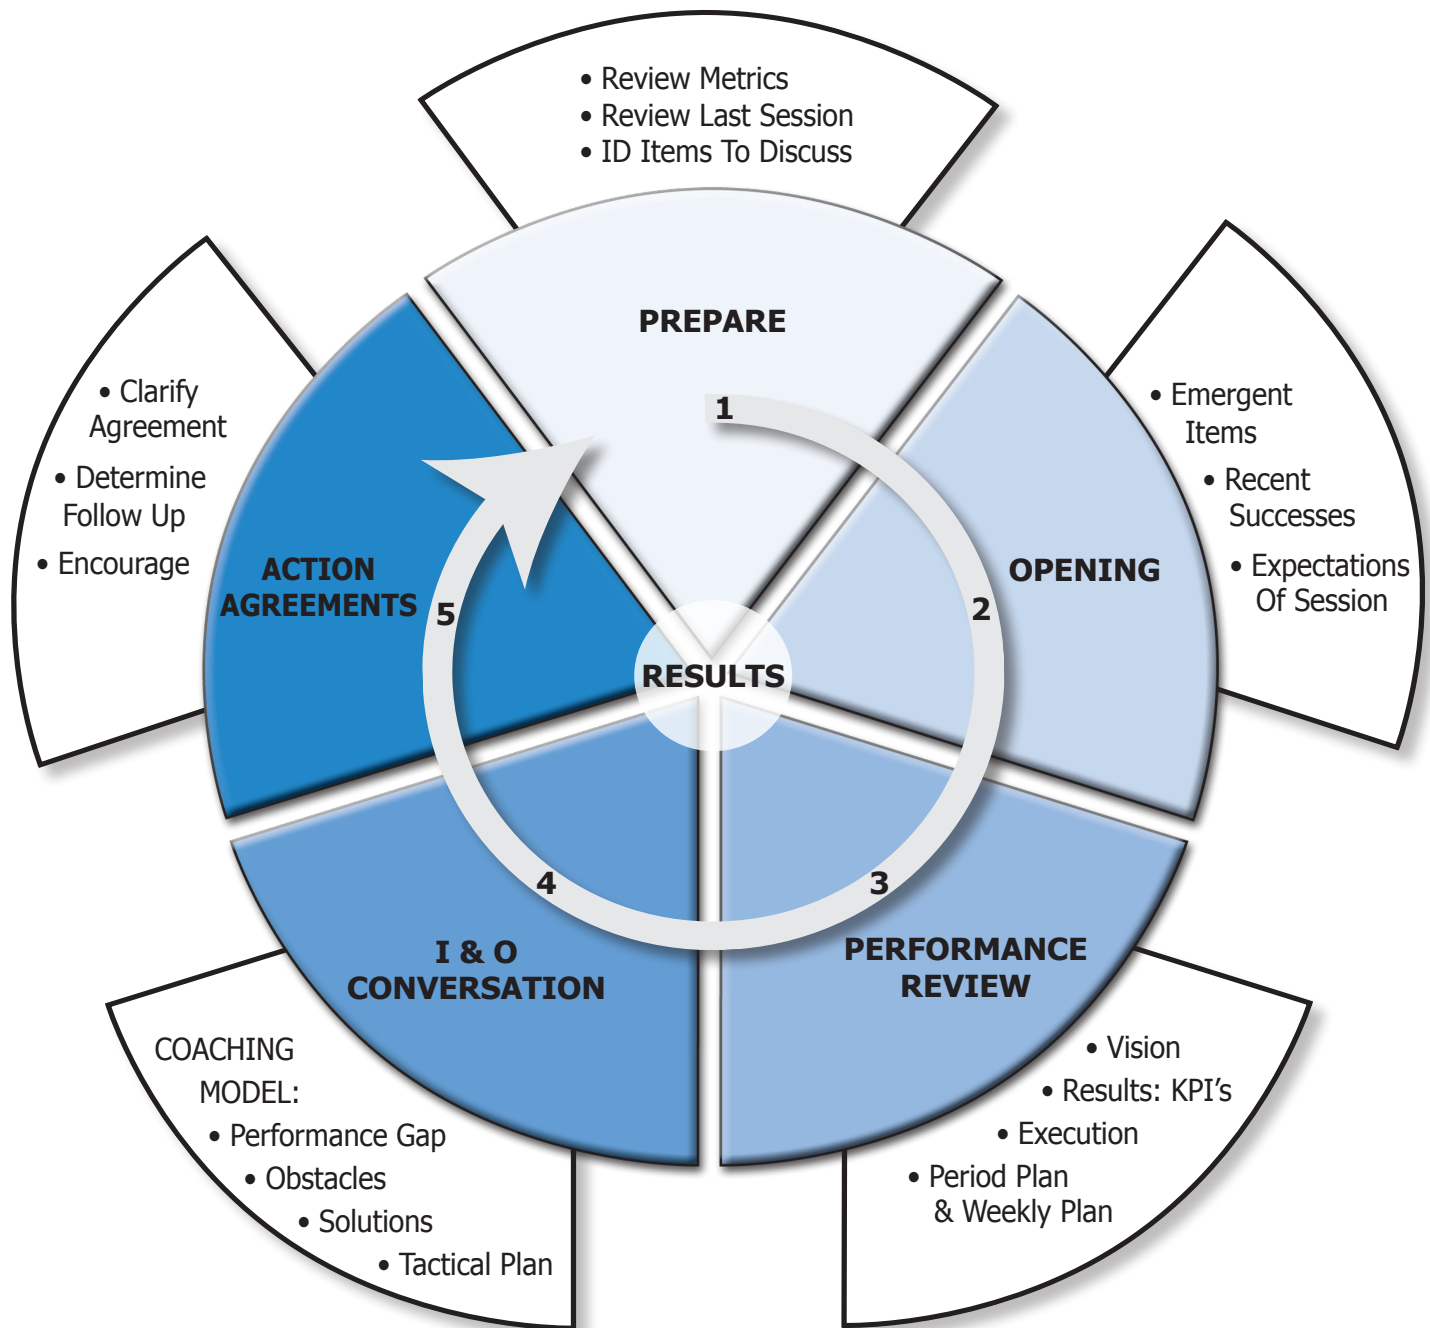 • Review Metrics
• Review Last Session
• ID Items To Discuss
PREPARE
1
• Emergent
Items
• Recent
Successes
• Expectations
Of Session
OPENING
2
PERFORMANCE
REVIEW
3
• Vision
• Results: KPI’s
• Execution
• Period Plan
& Weekly Plan
I & O
CONVERSATION
4
COACHING
MODEL:
• Performance Gap
• Obstacles
• Solutions
• Tactical Plan
ACTION
AGREEMENTS
5
• Clarify
Agreement
• Determine
Follow Up
• Encourage
RESULTS